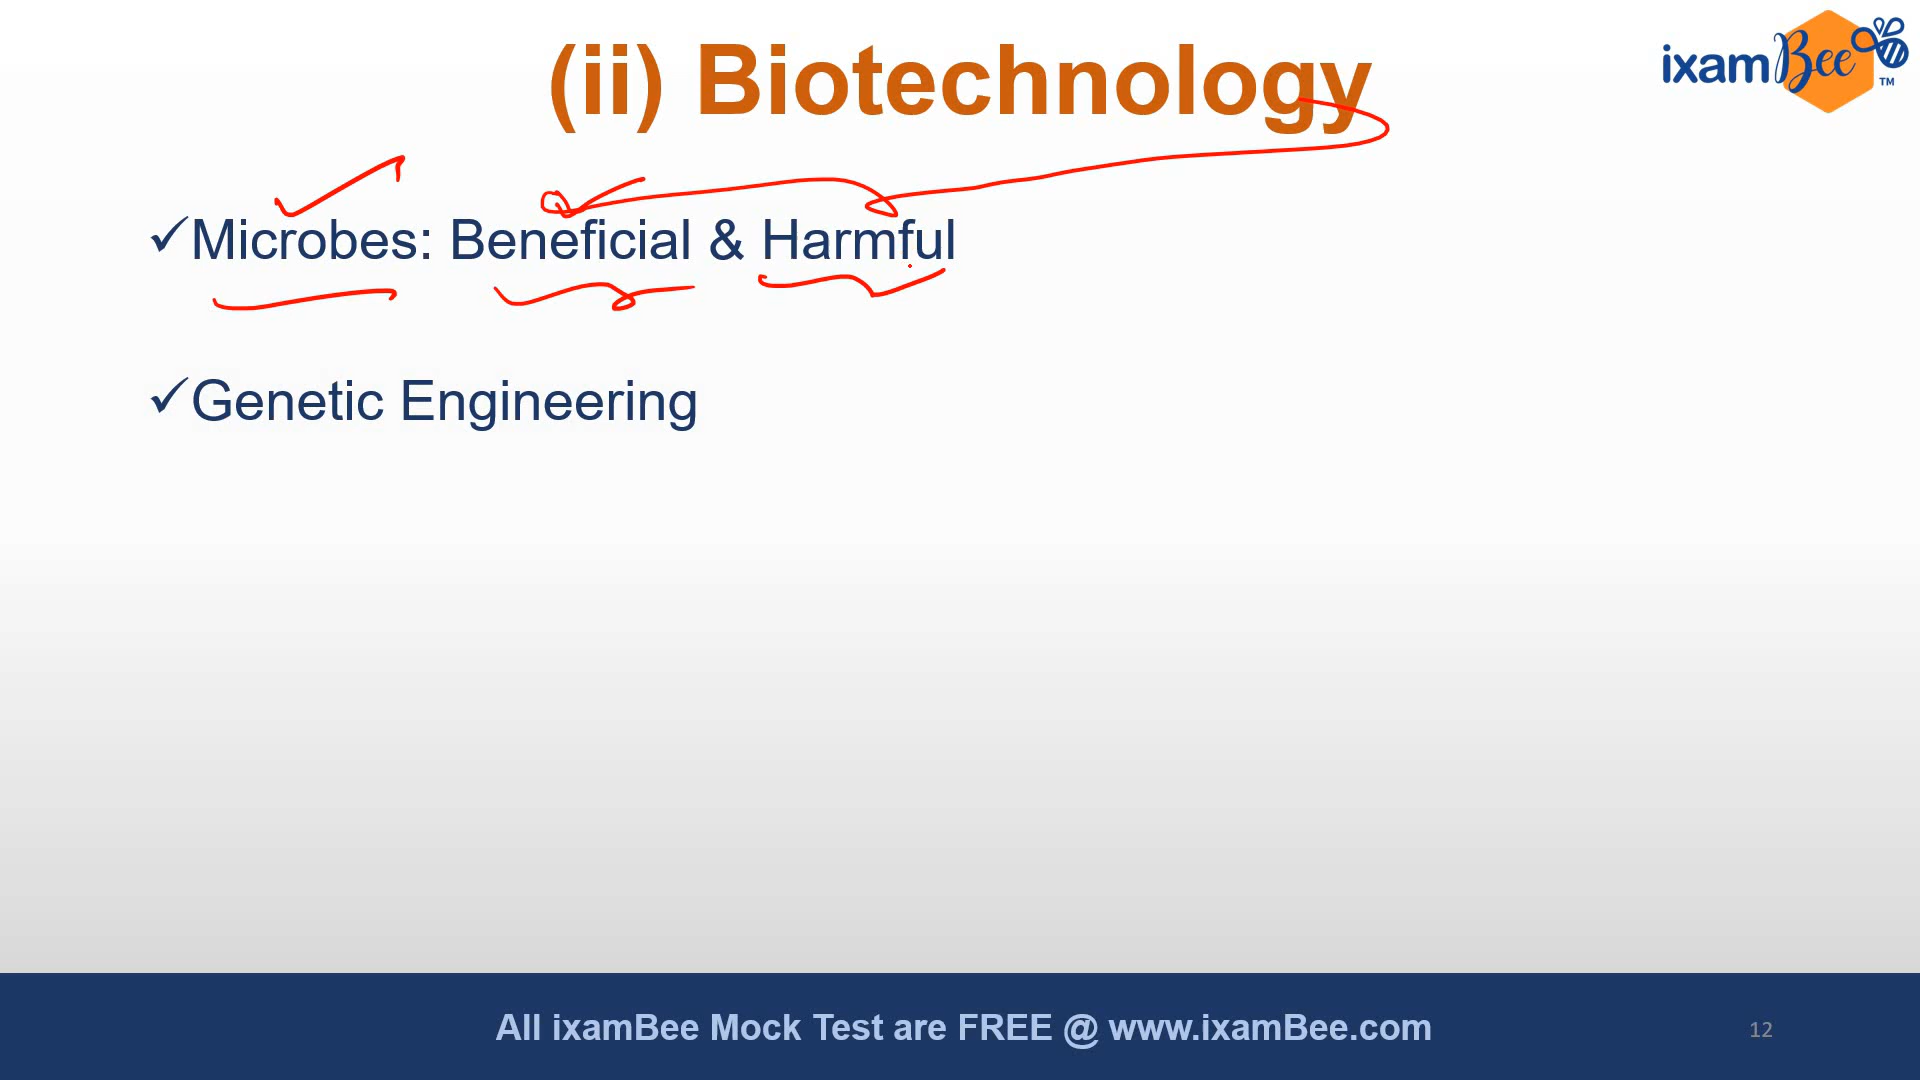 (ii) Biotechnology
ixamBee™
✓Microbes: Beneficial & Harmful
✓Genetic Engineering
All ixamBee Mock Test are FREE @ www.ixamBee.com
12